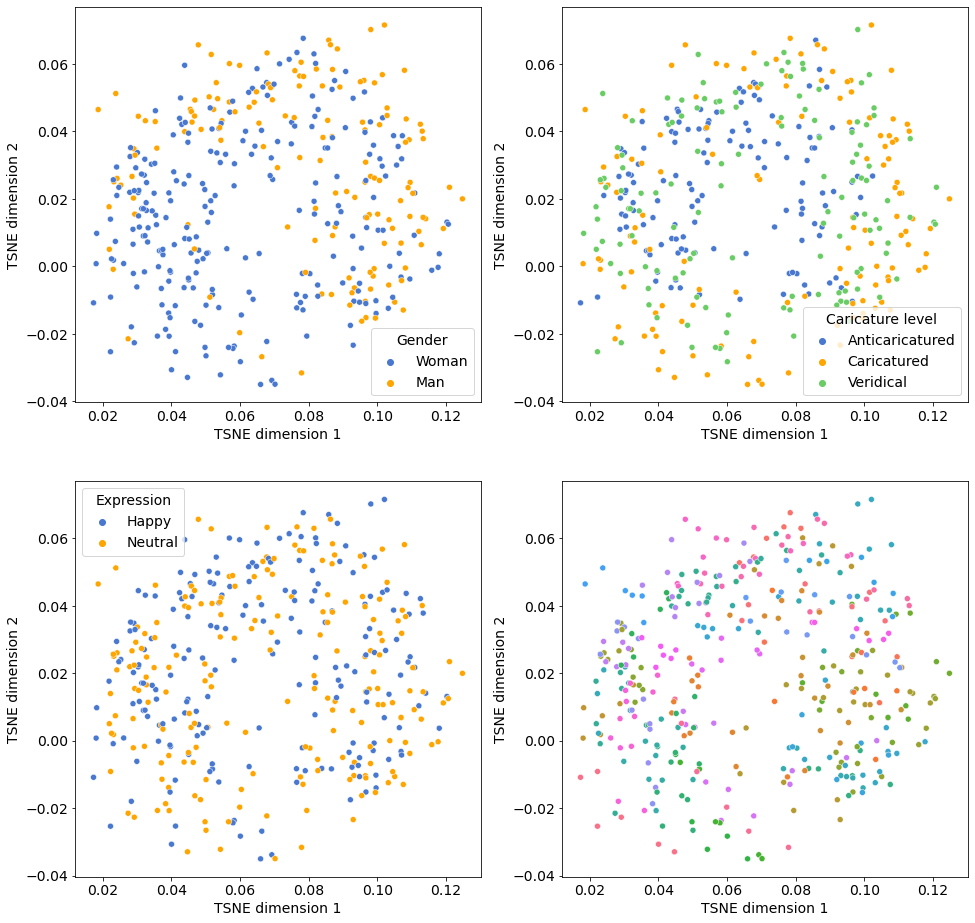 0.06
0.04
0.02
0.00
−0.02
−0.04
TSNE dimension 2
0.02 0.04 0.06 0.08 0.10 0.12
TSNE dimension 1
Gender
Woman
Man
0.06
0.04
0.02
0.00
−0.02
−0.04
TSNE dimension 2
0.02 0.04 0.06 0.08 0.10 0.12
TSNE dimension 1
Caricature level
Anticaricatured
Caricatured
Veridical
0.06
0.04
0.02
0.00
−0.02
−0.04
TSNE dimension 2
0.02 0.04 0.06 0.08 0.10 0.12
TSNE dimension 1
Expression
Happy
Neutral
0.06
0.04
0.02
0.00
−0.02
−0.04
TSNE dimension 2
0.02 0.04 0.06 0.08 0.10 0.12
TSNE dimension 1